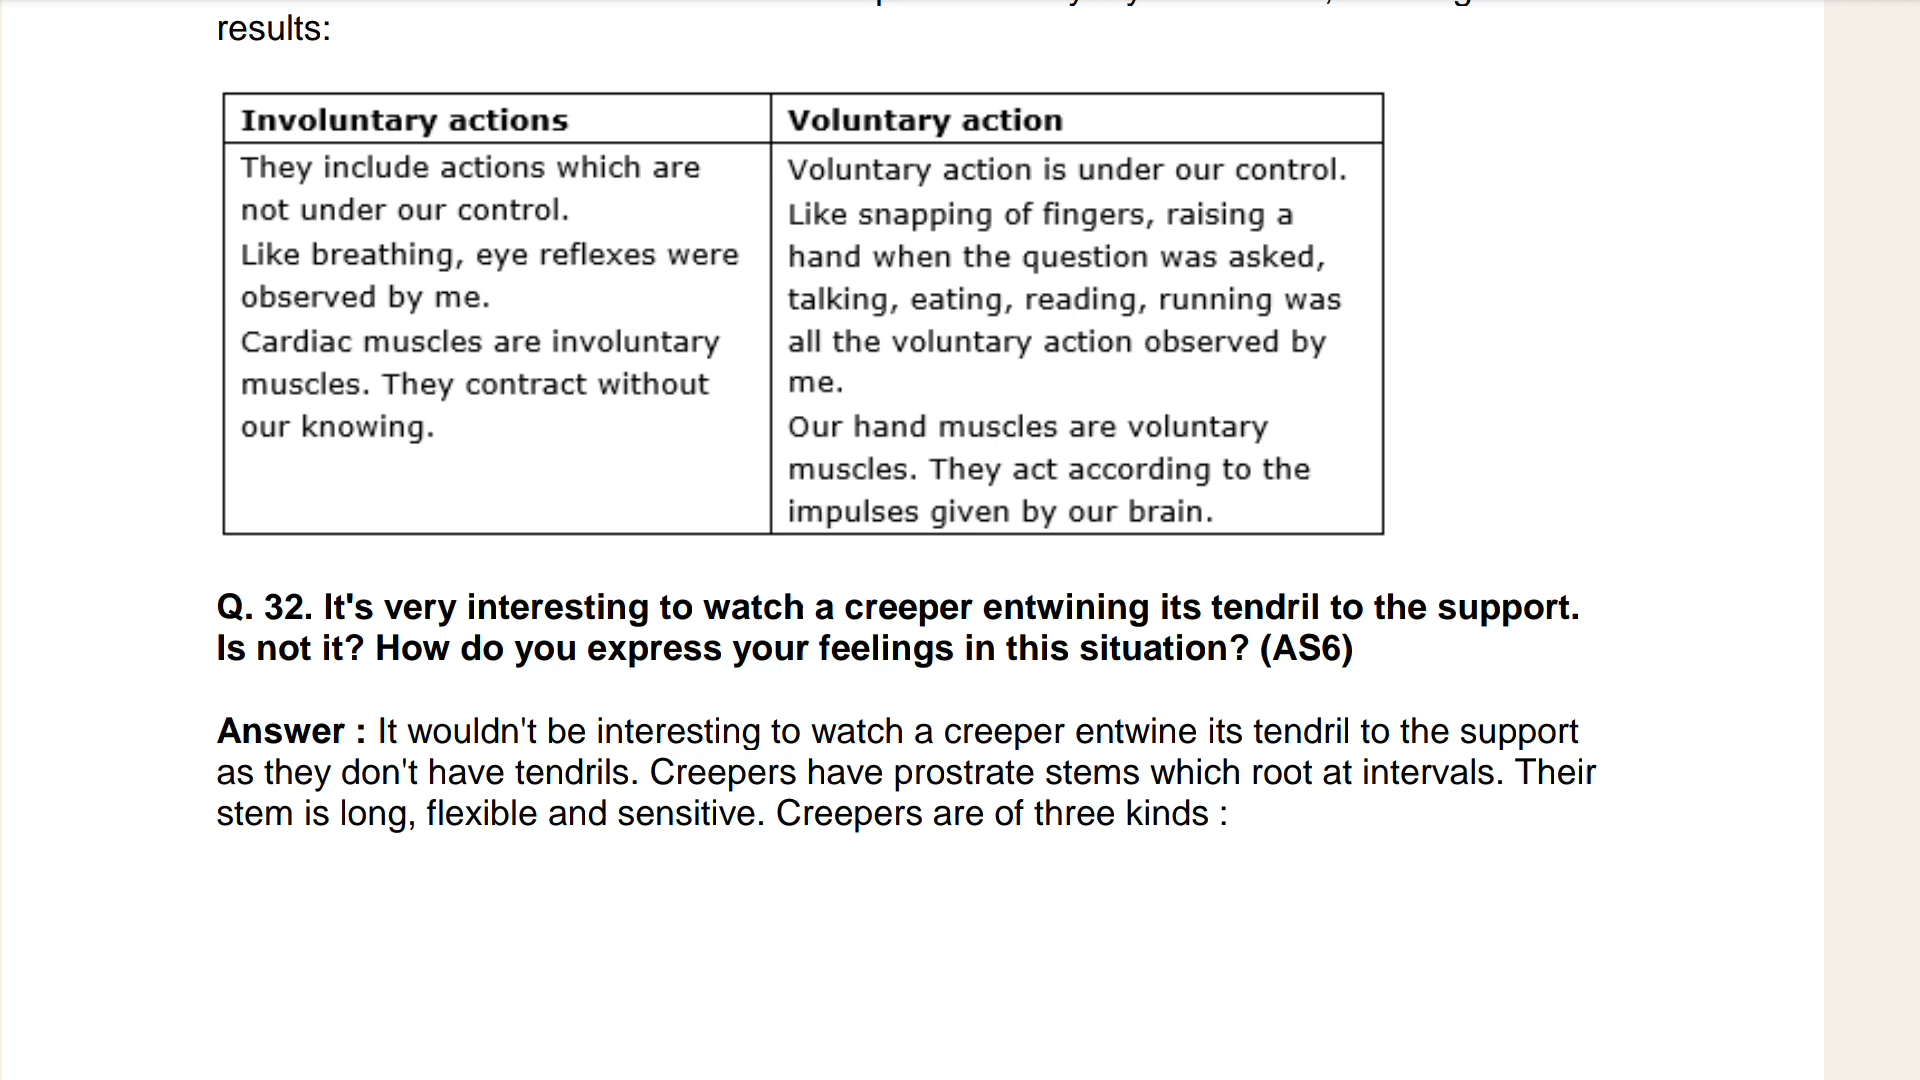 results:
Involuntary actions
They include actions which are
not under our control.
Like breathing, eye reflexes were
observed by me.
Cardiac muscles are involuntary
muscles. They contract without
our knowing.
Voluntary action
Voluntary action is under our control.
Like snapping of fingers, raising a
hand when the question was asked,
talking, eating, reading, running was
all the voluntary action observed by
me.
Our hand muscles are voluntary
muscles. They act according to the
impulses given by our brain.
Q. 32. It's very interesting to watch a creeper entwining its tendril to the support.
Is not it? How do you express your feelings in this situation? (AS6)
Answer : It wouldn't be interesting to watch a creeper entwine its tendril to the support
as they don't have tendrils. Creepers have prostrate stems which root at intervals. Their
stem is long, flexible and sensitive. Creepers are of three kinds :